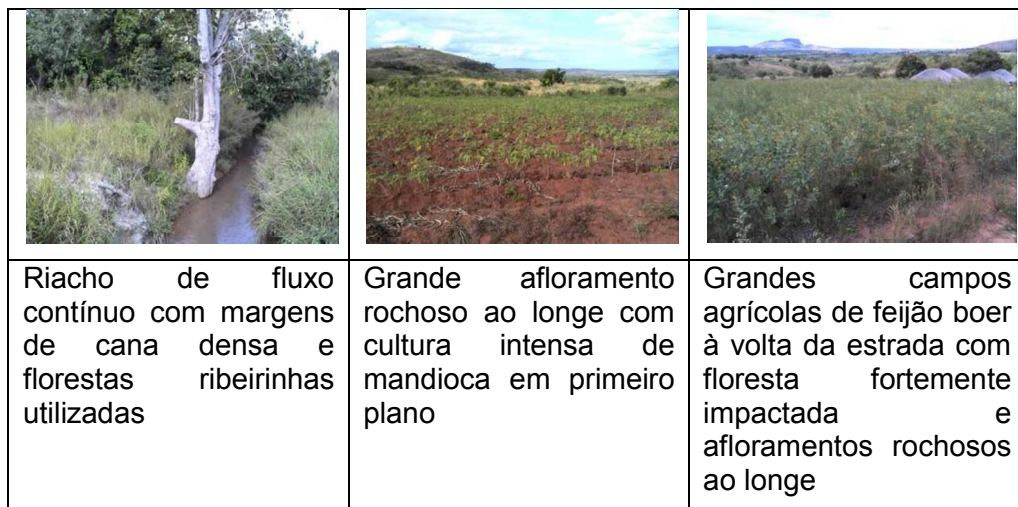 Riacho de fluxo
contínuo com margens
de cana densa e
florestas ribeirinhas
utilizadas
Grande afloramento
rochoso ao longe com
cultura intensa de
mandioca em primeiro
plano
Grandes campos
agrícolas de feijão boer
à volta da estrada com
floresta fortemente
impactada e
afloramentos rochosos
ao longe